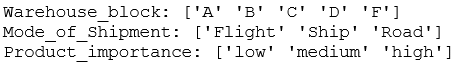 Warehouse_block: ['A' 'B' 'C' 'D' 'F']
Mode_of_Shipment: ['Flight' 'Ship' 'Road']
Product_importance: ['low' 'medium' 'high']